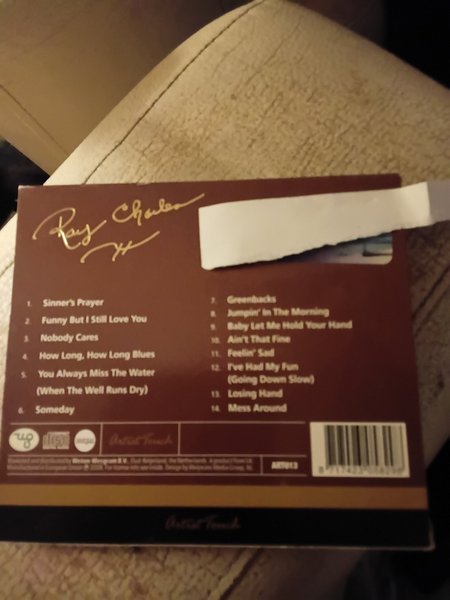 Ray Charles
1. Sinner's Prayer
2. Funny But I Still Love You
3. Nobody Cares
4. How Long, How Long Blues
5. You Always Miss The Water
(When The Well Runs Dry)
6. Someday
7. Greenbacks
8. Jumpin' In The Morning
9. Baby Let Me Hold Your Hand
10. Ain't That Fine
11. Feelin' Sad
12. I've Had My Fun
(Going Down Slow)
13. Losing Hand
14. Mess Around
Artist Touch
ART013
Artist Touch